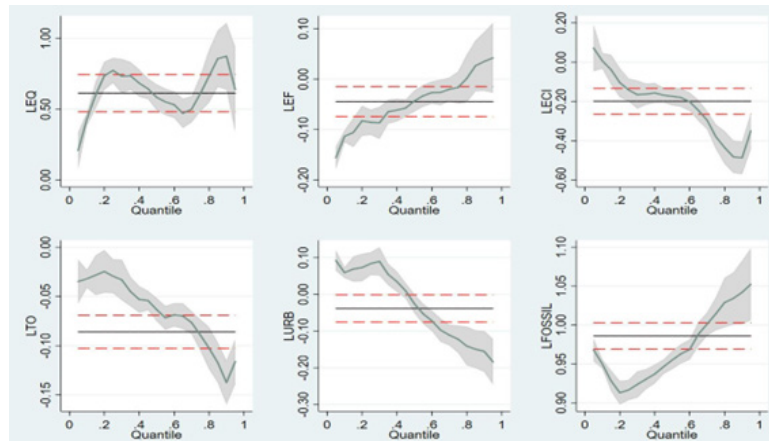 LEQ
1.00
0.50
0.00
0 .2 .4 .6 .8 1
Quantile
LEF
0.10
0.00
-0.10
-0.20
0 .2 .4 .6 .8 1
Quantile
LECI
0.20
-0.00
-0.20
-0.40
-0.60
0 .2 .4 .6 .8 1
Quantile
LTO
0.00
-0.05
-0.10
-0.15
0 .2 .4 .6 .8 1
Quantile
LURB
0.10
-0.00
-0.10
-0.20
-0.30
0 .2 .4 .6 .8 1
Quantile
LFOSSIL
1.10
1.05
1.00
0.95
0.90
0 .2 .4 .6 .8 1
Quantile